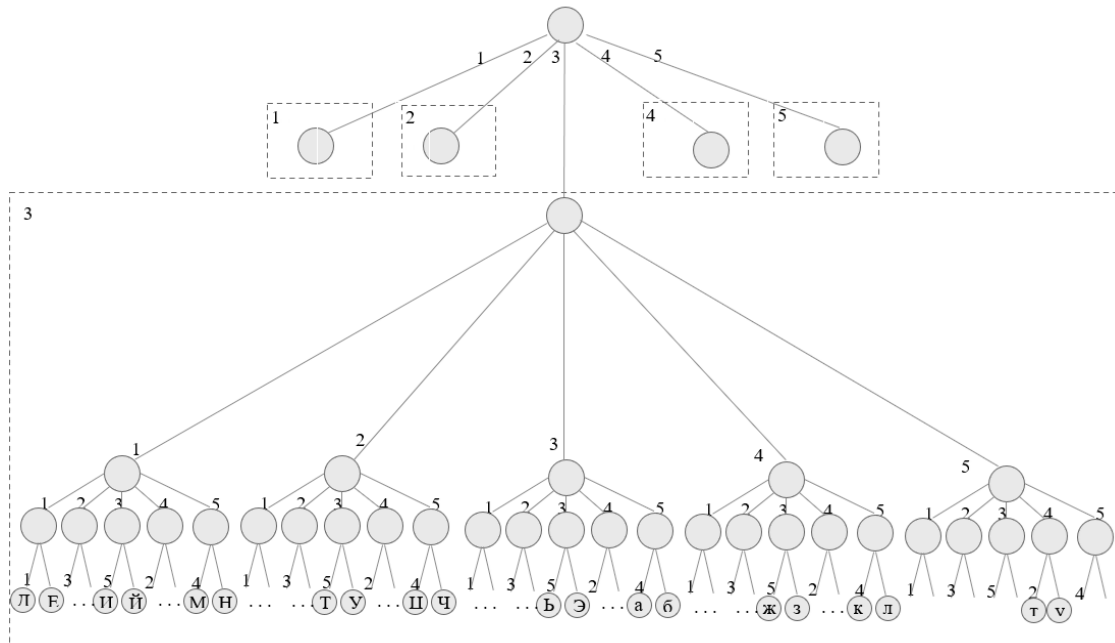 1 2 3 4 5
1 2 4 5
3
1 2 3 4 5
1 2 3 4 5 1 2 3 4 5 1 2 3 4 5 1 2 3 4 5 1 2 3 4 5
1 3 5 2 4 1 3 5 2 4 1 3 5 2 4 1 3 5 2 4 1 3 5 2 4
Д Е ... И Й ... М Н ... ... Т У ... Ц Ч ... ... Ь Э ... а б ... ... ж з ... к л т у